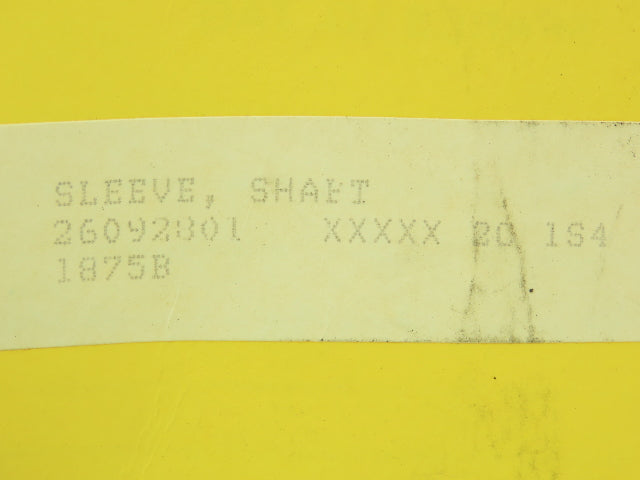 SLEEVE, SHAFT
26092801 XXXXX 20 1S4
1875B